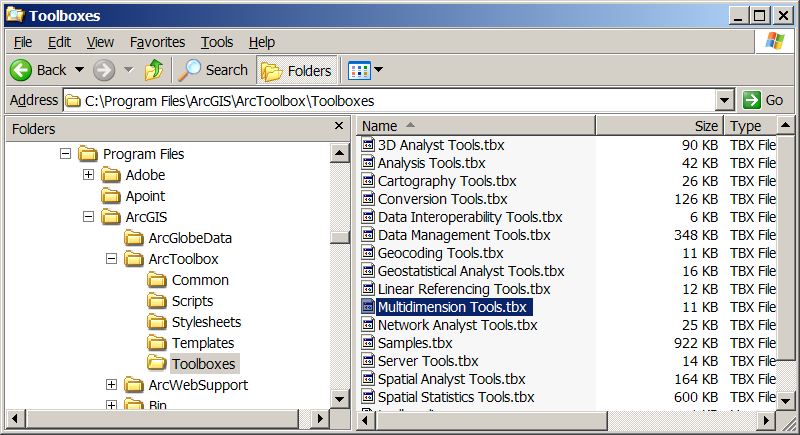 Toolboxes
File Edit View Favorites Tools Help
Back Search Folders
Address C:\Program Files\ArcGIS\ArcToolbox\Toolboxes Go
Folders
Program Files
Adobe
Apoint
ArcGIS
ArcGlobeData
ArcToolbox
Common
Scripts
Stylesheets
Templates
Toolboxes
ArcWebSupport
Bin
Name Size Type
3D Analyst Tools.tbx 90 KB TBX File
Analysis Tools.tbx 42 KB TBX File
Cartography Tools.tbx 26 KB TBX File
Conversion Tools.tbx 126 KB TBX File
Data Interoperability Tools.tbx 6 KB TBX File
Data Management Tools.tbx 348 KB TBX File
Geocoding Tools.tbx 11 KB TBX File
Geostatistical Analyst Tools.tbx 16 KB TBX File
Linear Referencing Tools.tbx 12 KB TBX File
Multidimension Tools.tbx 11 KB TBX File
Network Analyst Tools.tbx 25 KB TBX File
Samples.tbx 922 KB TBX File
Server Tools.tbx 14 KB TBX File
Spatial Analyst Tools.tbx 164 KB TBX File
Spatial Statistics Tools.tbx 600 KB TBX File